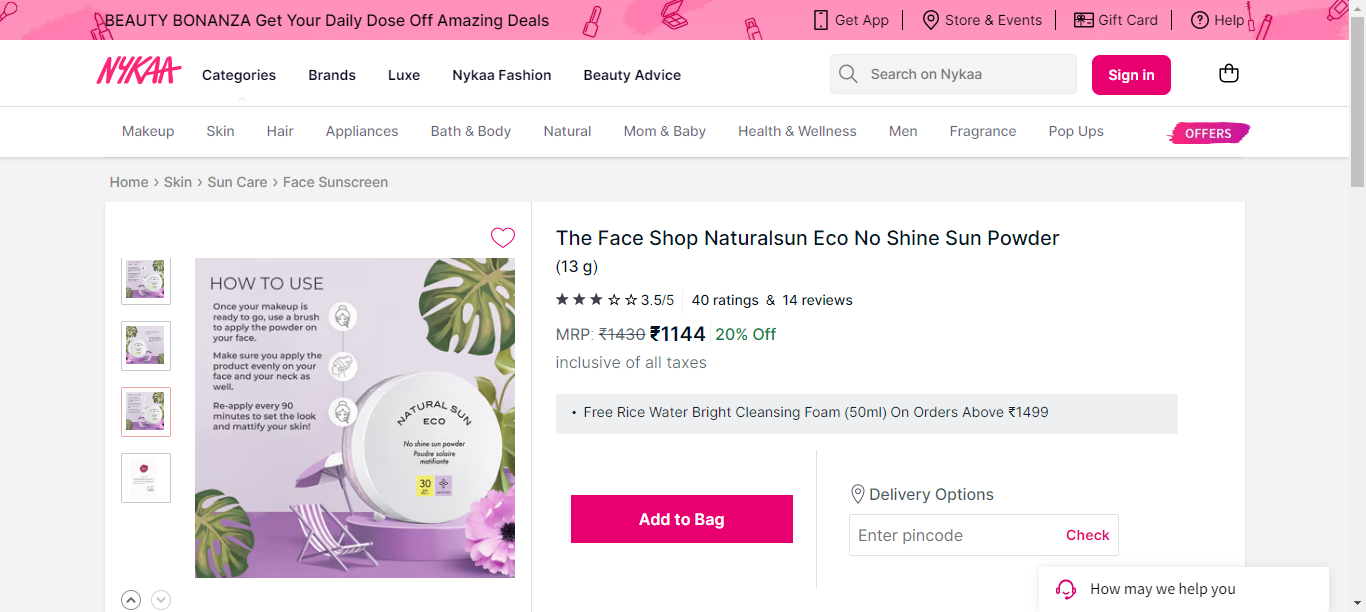 BEAUTY BONANZA Get Your Daily Dose Off Amazing Deals
Get App
Store & Events
Gift Card
Help
NYKAA
Categories
Brands
Luxe
Nykaa Fashion
Beauty Advice
Search on Nykaa
Sign in
Makeup
Skin
Hair
Appliances
Bath & Body
Natural
Mom & Baby
Health & Wellness
Men
Fragrance
Pop Ups
OFFERS
Home › Skin › Sun Care › Face Sunscreen
HOW TO USE
Once your makeup is
ready to go, use a brush
to apply the powder on
your face.
Make sure you apply the
product evenly on your
face and your neck as
well.
Re-apply every 90
minutes to set the look
and mattify your skin!
NATURAL SUN
ECO
No shine sun powder
Poudre solaire
matifiante
30
The Face Shop Naturalsun Eco No Shine Sun Powder
(13 g)
3.5/5
40 ratings & 14 reviews
MRP: ₹1430 ₹1144 20% Off
inclusive of all taxes
• Free Rice Water Bright Cleansing Foam (50ml) On Orders Above ₹1499
Add to Bag
Delivery Options
Enter pincode
Check
How may we help you